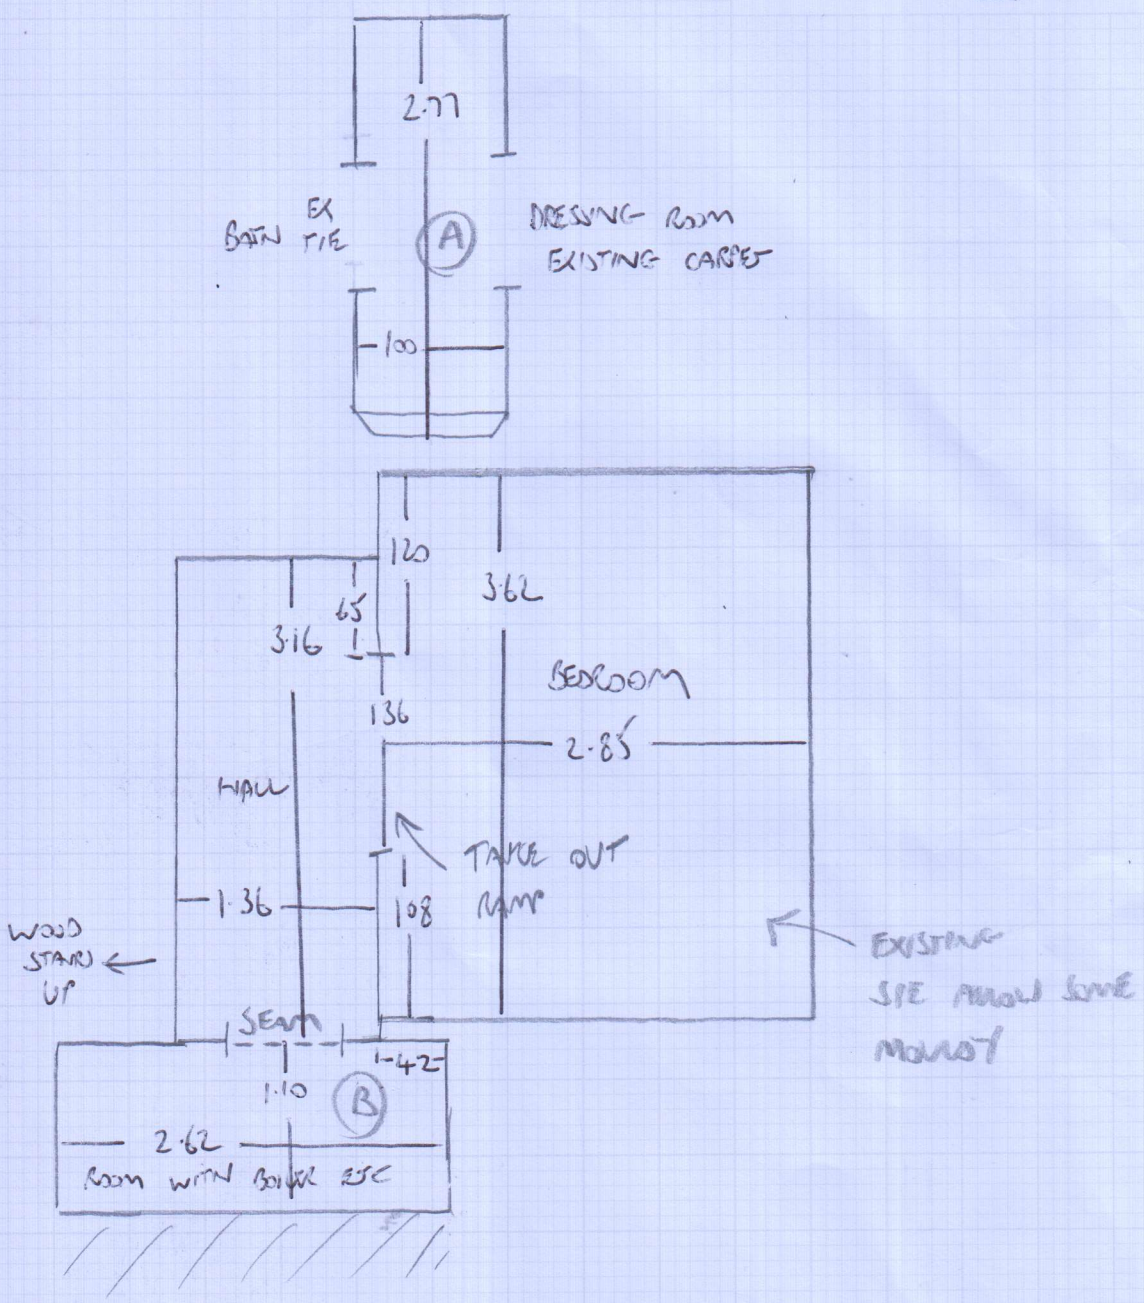 2.77
EX
BATH TILE
A
DRESSING ROOM
EXISTING CARPET
100
120
3.62
65
3.16
136
BEDROOM
2.85
HALL
TAKE OUT
RAMP
1.36
108
WOOD
STAIRS
UP
EXISTING
SOME
SEAM
42
1.10
B
2.62
ROOM WITH BOILER ETC